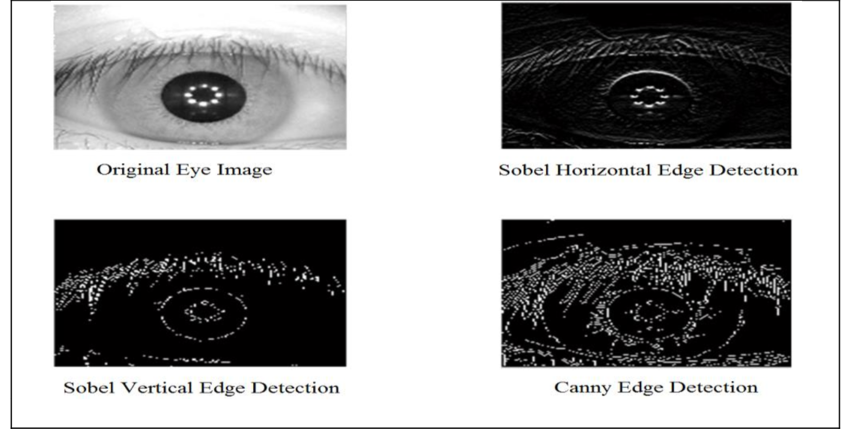 Original Eye Image
Sobel Horizontal Edge Detection
Sobel Vertical Edge Detection
Canny Edge Detection